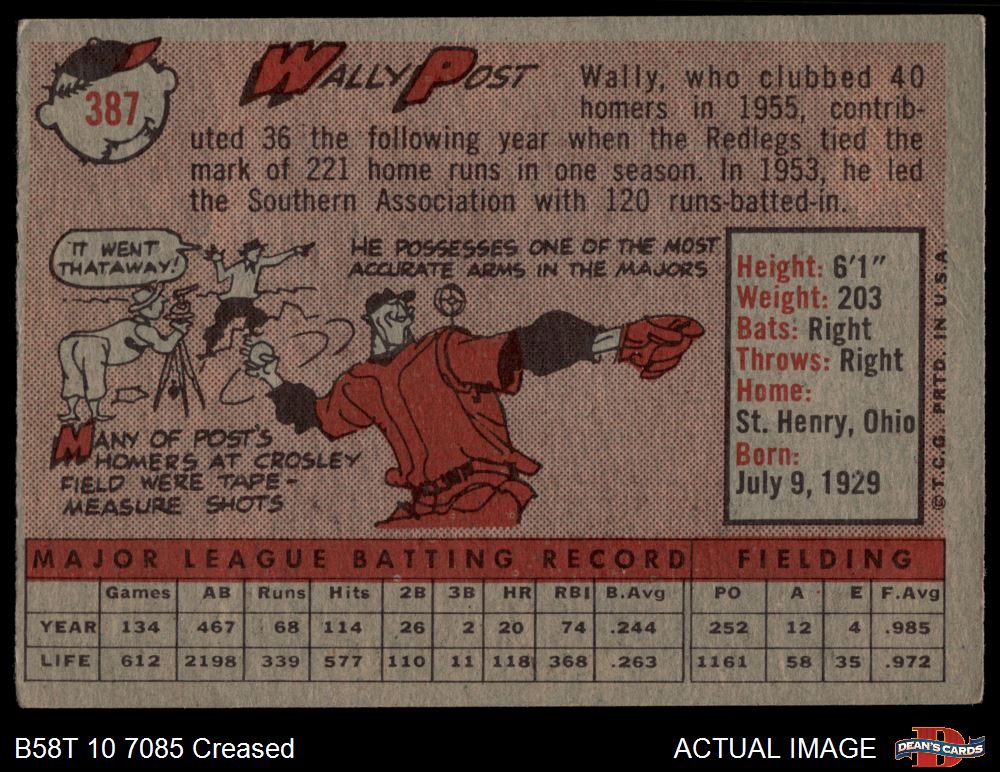 387
WALLY POST
Wally, who clubbed 40
homers in 1955, contrib-
uted 36 the following year when the Redlegs tied the
mark of 221 home runs in one season. In 1953, he led
the Southern Association with 120 runs-batted-in.
"IT WENT
THATAWAY!"
HE POSSESSES ONE OF THE MOST
ACCURATE ARMS IN THE MAJORS
MANY OF POST'S
HOMERS AT CROSLEY
FIELD WERE TAPE-
MEASURE SHOTS
Height: 6'1"
Weight: 203
Bats: Right
Throws: Right
Home:
St. Henry, Ohio
Born:
July 9, 1929
© T.C.G. PRTD. IN U.S.A.
MAJOR LEAGUE BATTING RECORD FIELDING
Games AB Runs Hits 2B 3B HR RBI B.Avg PO A E F.Avg
YEAR 134 467 68 114 26 2 20 74 .244 252 12 4 .985
LIFE 612 2198 339 577 110 11 118 368 .263 1161 58 35 .972
B58T 10 7085 Creased
ACTUAL IMAGE
DEAN'S CARDS